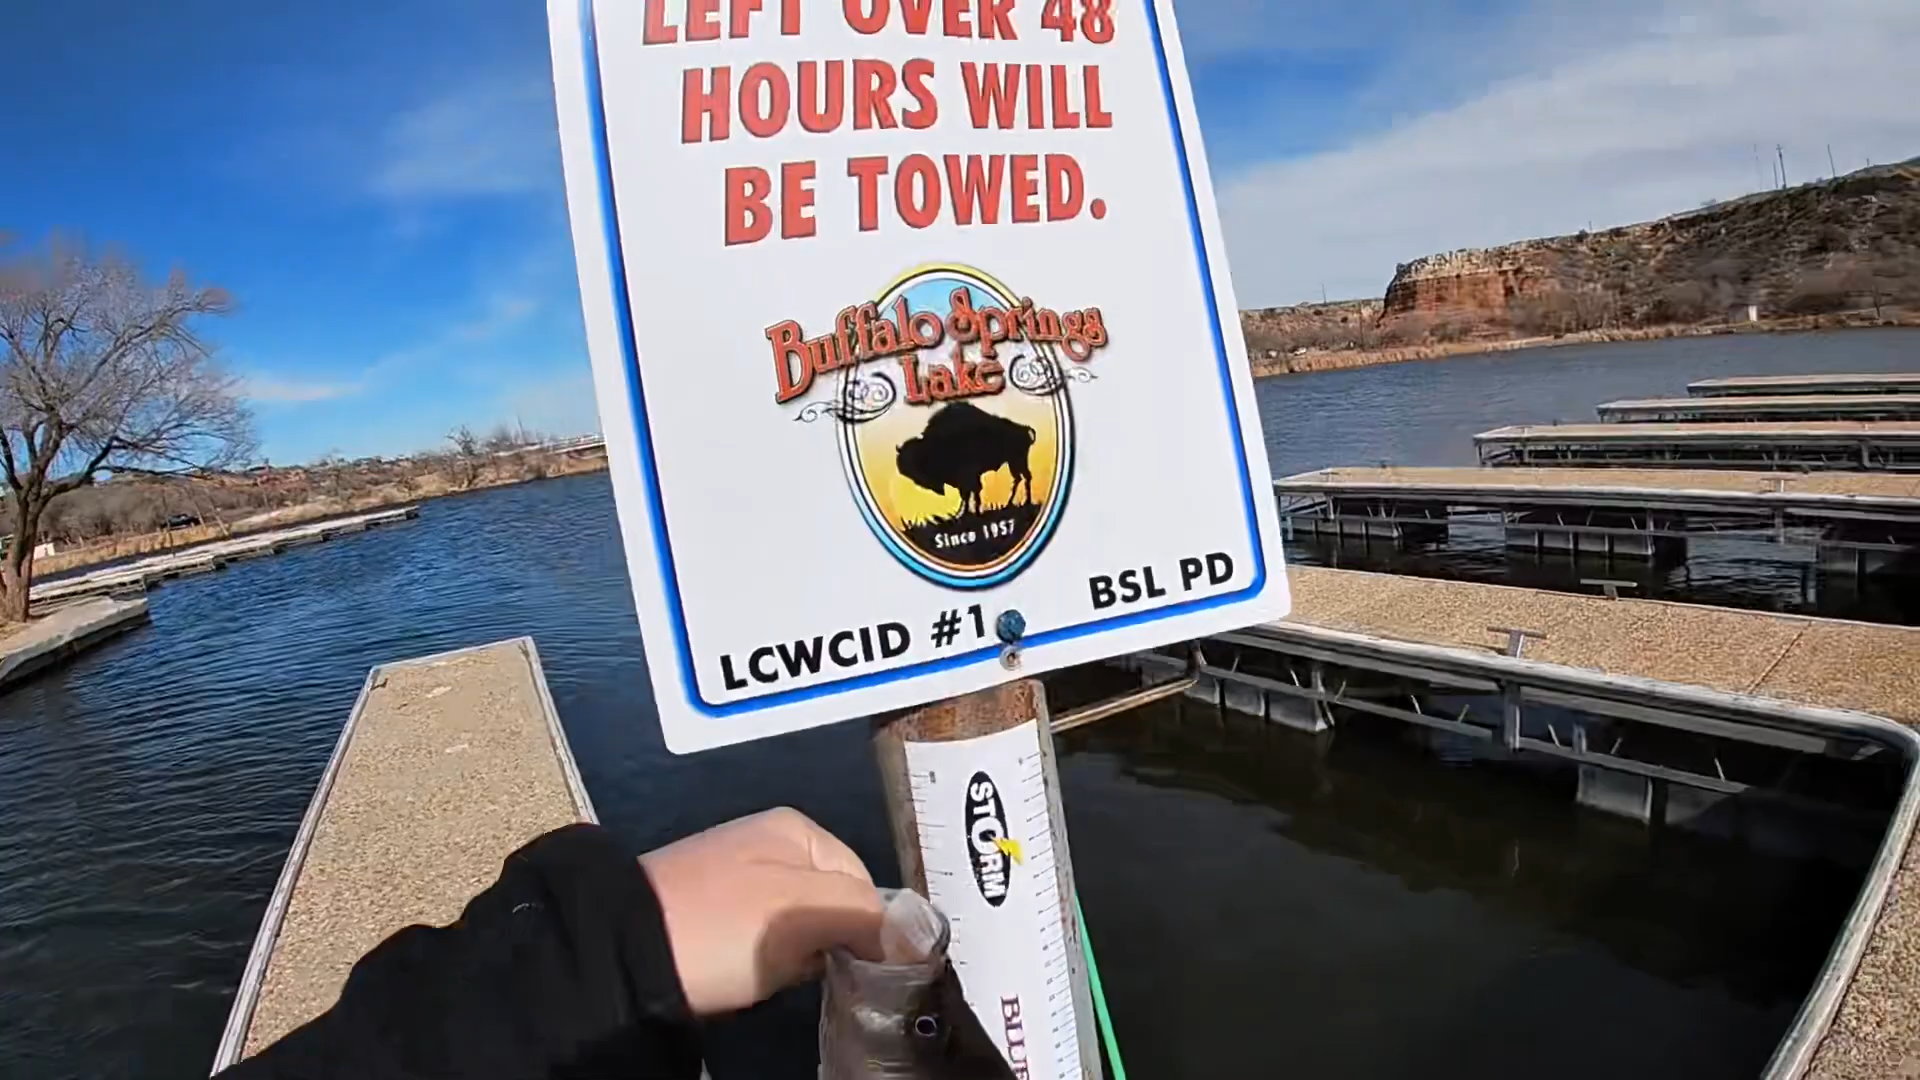 LEFT OVER 48
HOURS WILL
BE TOWED.
Buffalo Springs
Lake
Since 1957
LCWCID #1
BSL PD
STORM